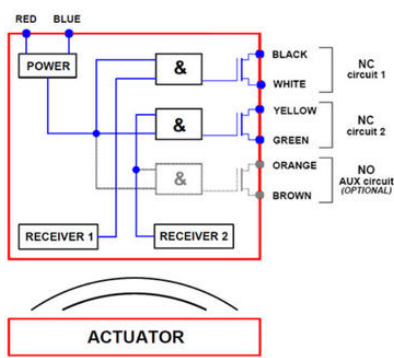 RED BLUE
POWER
&
BLACK
WHITE
NC
circuit 1
&
YELLOW
GREEN
NC
circuit 2
&
ORANGE
BROWN
NO
AUX circuit
(OPTIONAL)
RECEIVER 1
RECEIVER 2
ACTUATOR